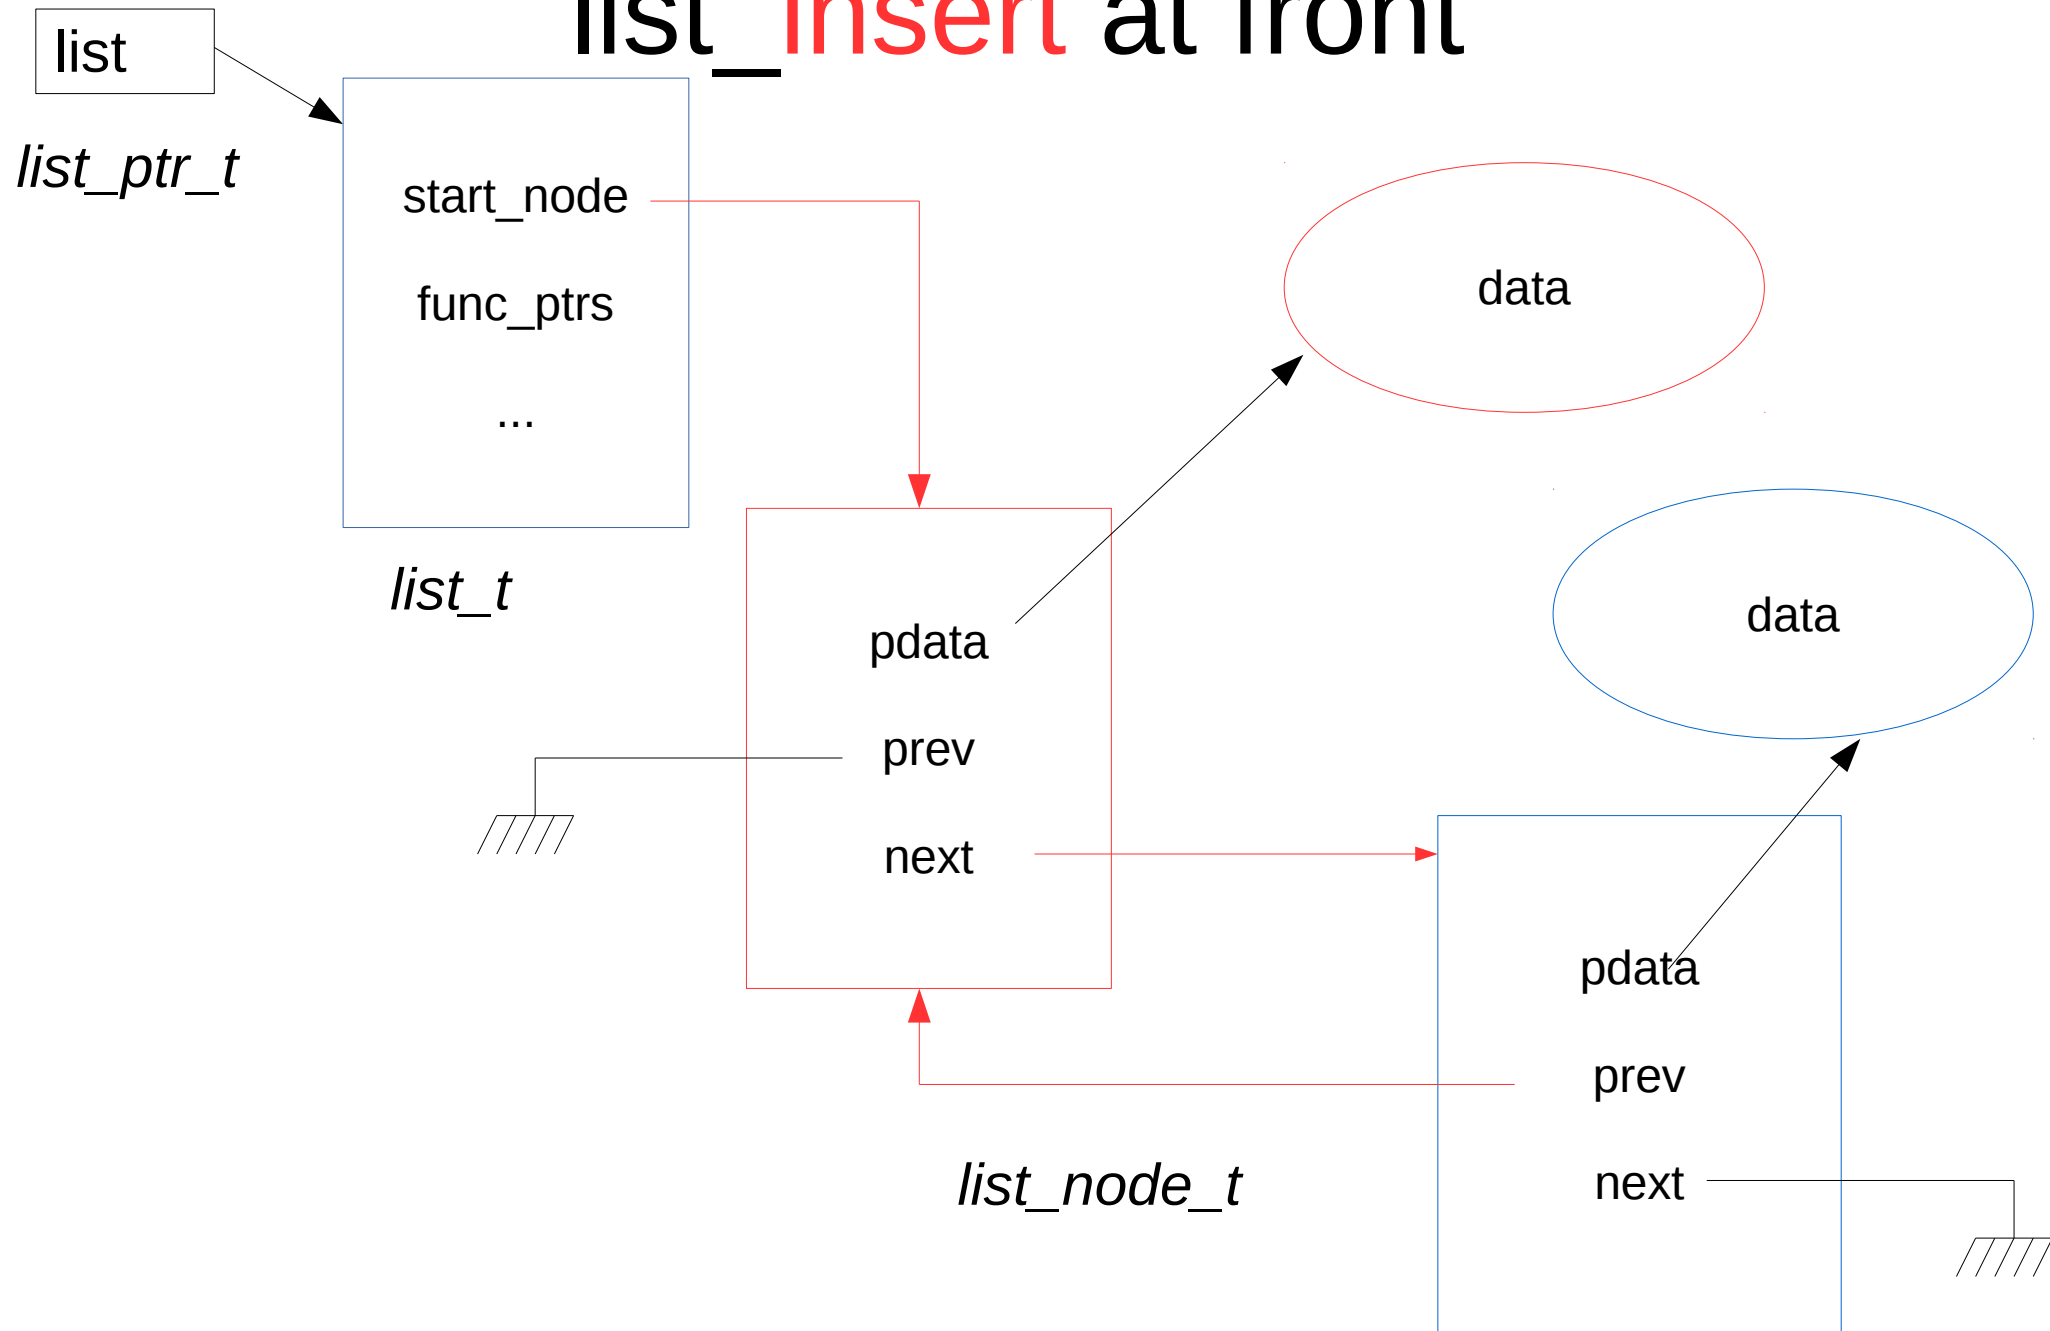 list_insert at front
list
list_ptr_t
start_node
func_ptrs
...
list_t
data
data
pdata
prev
next
pdata
prev
next
list_node_t